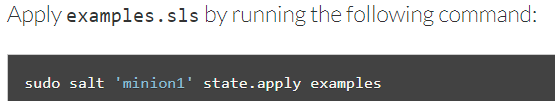 Apply examples.sls by running the following command:
sudo salt 'minion1' state.apply examples